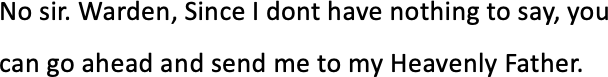 No sir. Warden, Since I dont have nothing to say, you
can go ahead and send me to my Heavenly Father.